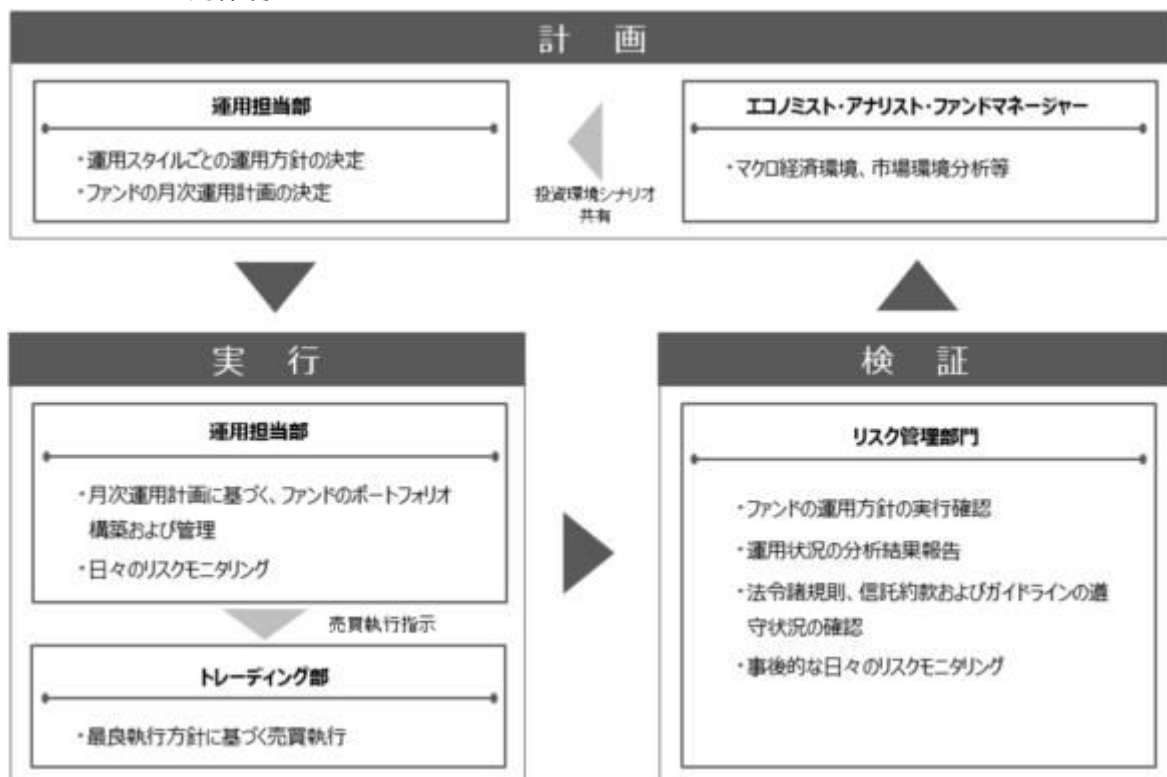 計 画
運用担当部
・運用スタイルごとの運用方針の決定
・ファンドの月次運用計画の決定
投資環境シナリオ
共有
エコノミスト・アナリスト・ファンドマネージャー
・マクロ経済環境、市場環境分析等
実 行
運用担当部
・月次運用計画に基づく、ファンドのポートフォリオ
構築および管理
・日々のリスクモニタリング
売買執行指示
トレーディング部
・最良執行方針に基づく売買執行
検 証
リスク管理部門
・ファンドの運用方針の実行確認
・運用状況の分析結果報告
・法令諸規則、信託約款およびガイドラインの遵
守状況の確認
・事後的な日々のリスクモニタリング